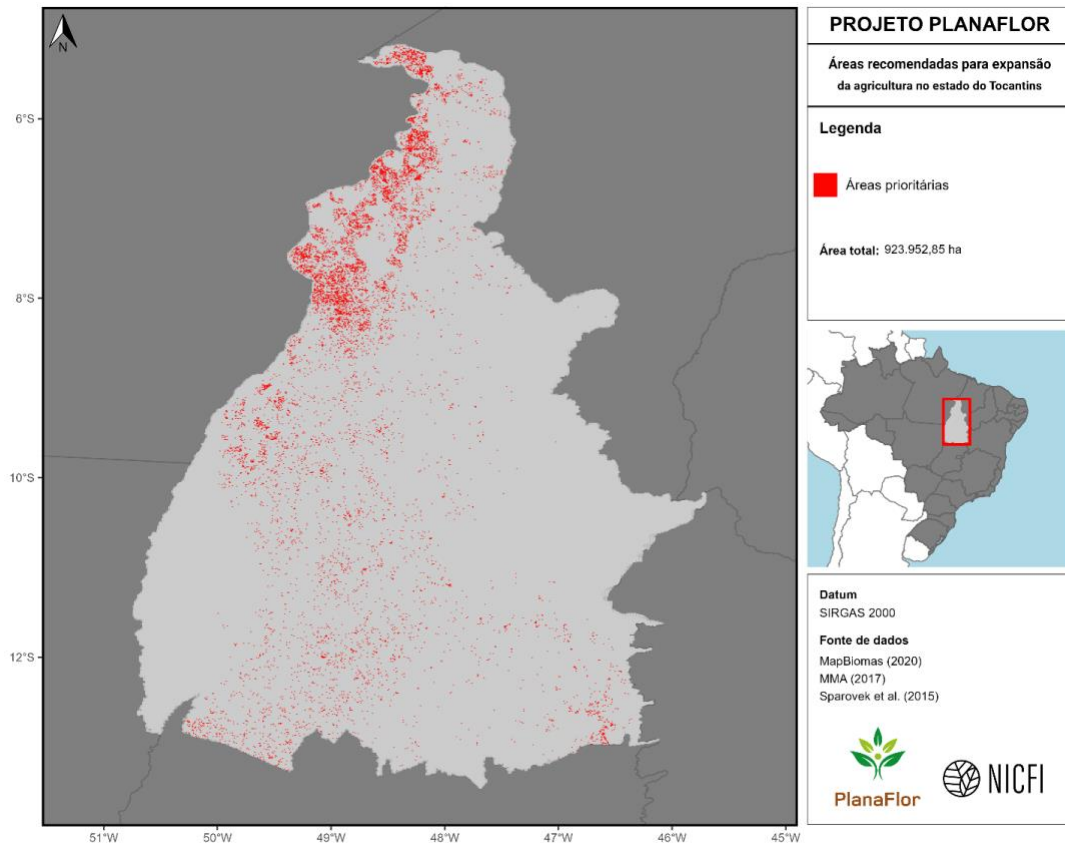 N
6°S
8°S
10°S
12°S
51°W
50°W
49°W
48°W
47°W
46°W
45°W
PROJETO PLANAFLOR
Áreas recomendadas para expansão
da agricultura no estado do Tocantins
Legenda
Áreas prioritárias
Área total: 923.952,85 ha
Datum
SIRGAS 2000
Fonte de dados
MapBiomas (2020)
MMA (2017)
Sparovek et al. (2015)
PlanaFlor
NICFI